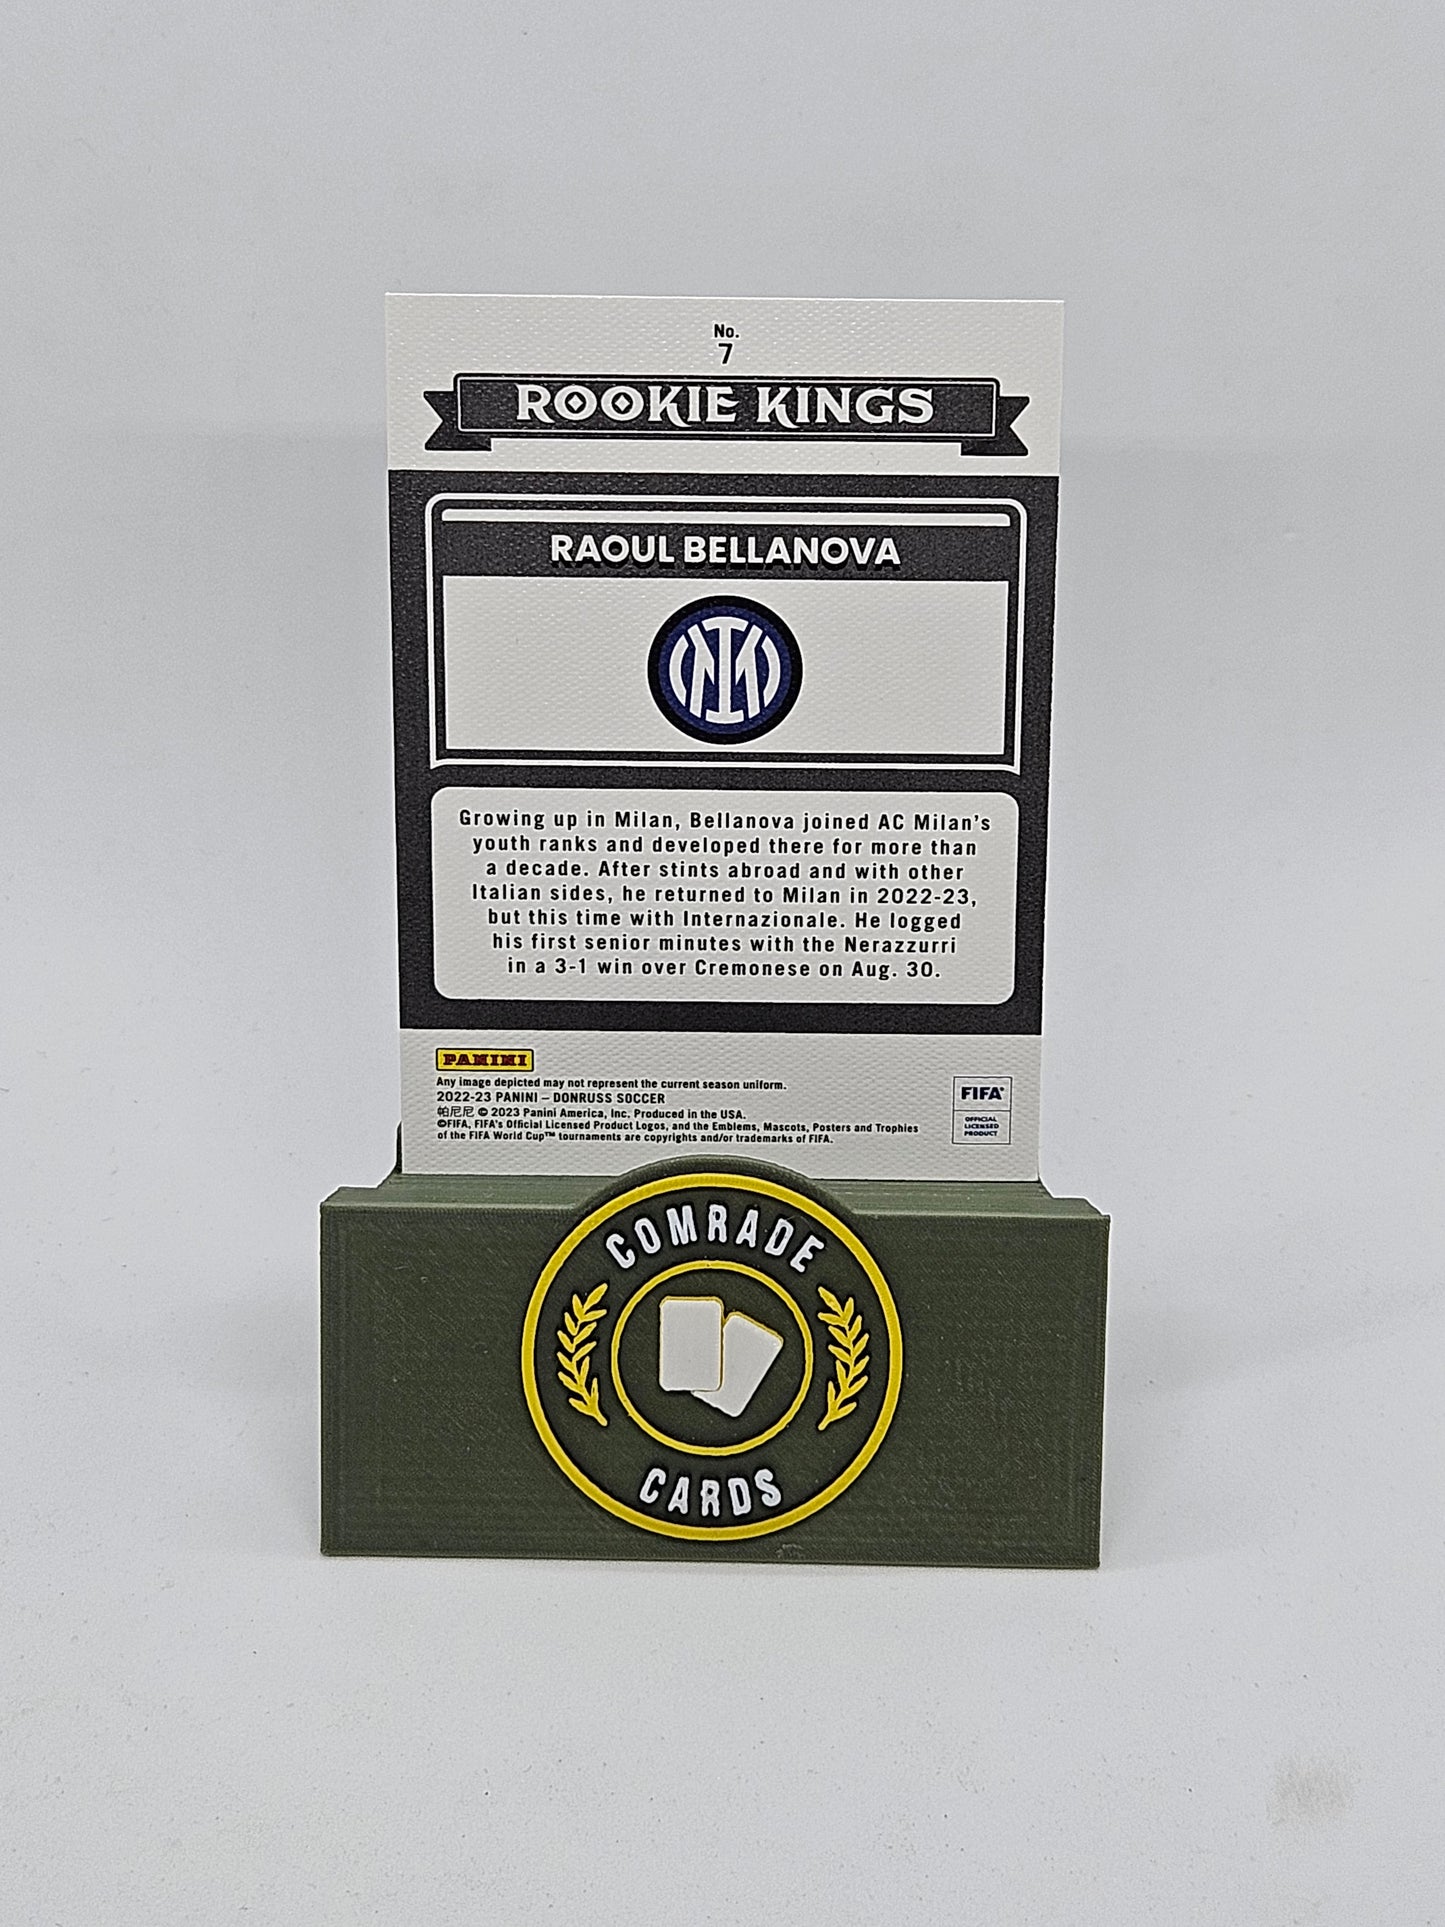 No.
7
ROOKIE KINGS
RAOUL BELLANOVA
IM
Growing up in Milan, Bellanova joined AC Milan's
youth ranks and developed there for more than
a decade. After stints abroad and with other
Italian sides, he returned to Milan in 2022-23,
but this time with Internazionale. He logged
his first senior minutes with the Nerazzurri
in a 3-1 win over Cremonese on Aug. 30.
PANINI
Any image depicted may not represent the current season uniform.
2022-23 PANINI – DONRUSS SOCCER
帕尼尼 © 2023 Panini America, Inc. Produced in the USA.
©FIFA, FIFA's Official Licensed Product Logos, and the Emblems, Mascots, Posters and Trophies
of the FIFA World Cup™ tournaments are copyrights and/or trademarks of FIFA.
FIFA®
OFFICIAL
LICENSED
PRODUCT
COMRADE
CARDS